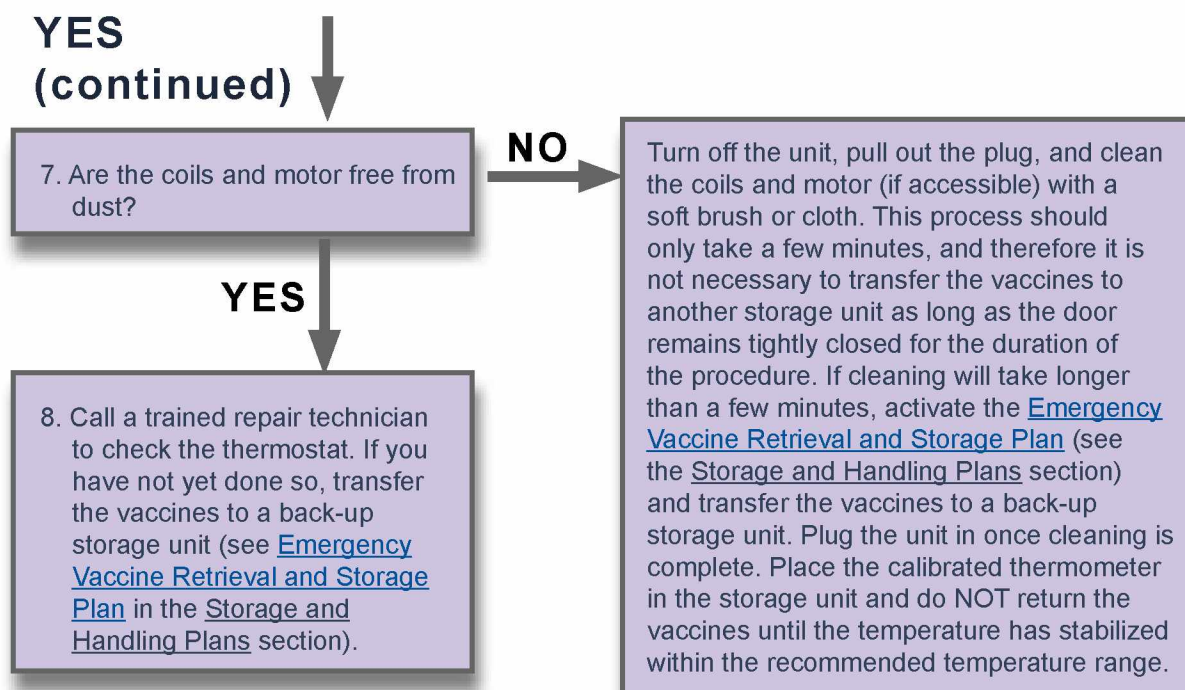 YES
(continued)
7. Are the coils and motor free from
dust?
NO
Turn off the unit, pull out the plug, and clean
the coils and motor (if accessible) with a
soft brush or cloth. This process should
only take a few minutes, and therefore it is
not necessary to transfer the vaccines to
another storage unit as long as the door
remains tightly closed for the duration of
the procedure. If cleaning will take longer
than a few minutes, activate the Emergency
Vaccine Retrieval and Storage Plan (see
the Storage and Handling Plans section)
and transfer the vaccines to a back-up
storage unit. Plug the unit in once cleaning is
complete. Place the calibrated thermometer
in the storage unit and do NOT return the
vaccines until the temperature has stabilized
within the recommended temperature range.
YES
8. Call a trained repair technician
to check the thermostat. If you
have not yet done so, transfer
the vaccines to a back-up
storage unit (see Emergency
Vaccine Retrieval and Storage
Plan in the Storage and
Handling Plans section).